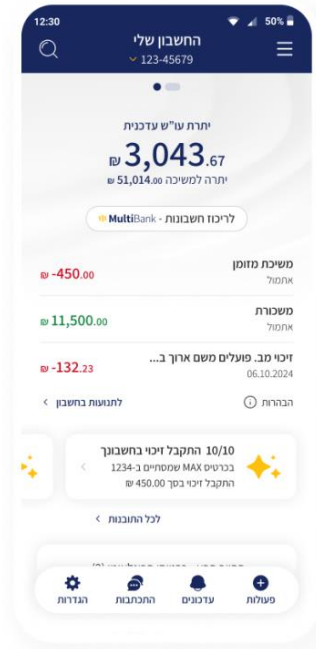 12:30
50%
החשבון שלי
123-45679
יתרת עו"ש עדכנית
₪ 3,043.67
יתרה למשיכה 51,014.00 ₪
לריכוז חשבונות - MultiBank
משיכת מזומן
אתמול
₪ -450.00
משכורת
אתמול
₪ 11,500.00
זיכוי מב. פועלים משם ארוך ב...
06.10.2024
₪ -132.23
הבהרות
לתנועות בחשבון
10/10 התקבל זיכוי בחשבונך
בכרטיס MAX שמסתיים ב-1234
התקבל זיכוי בסך 450.00 ₪
לכל התובנות
פעולות
עדכונים
התכתבות
הגדרות